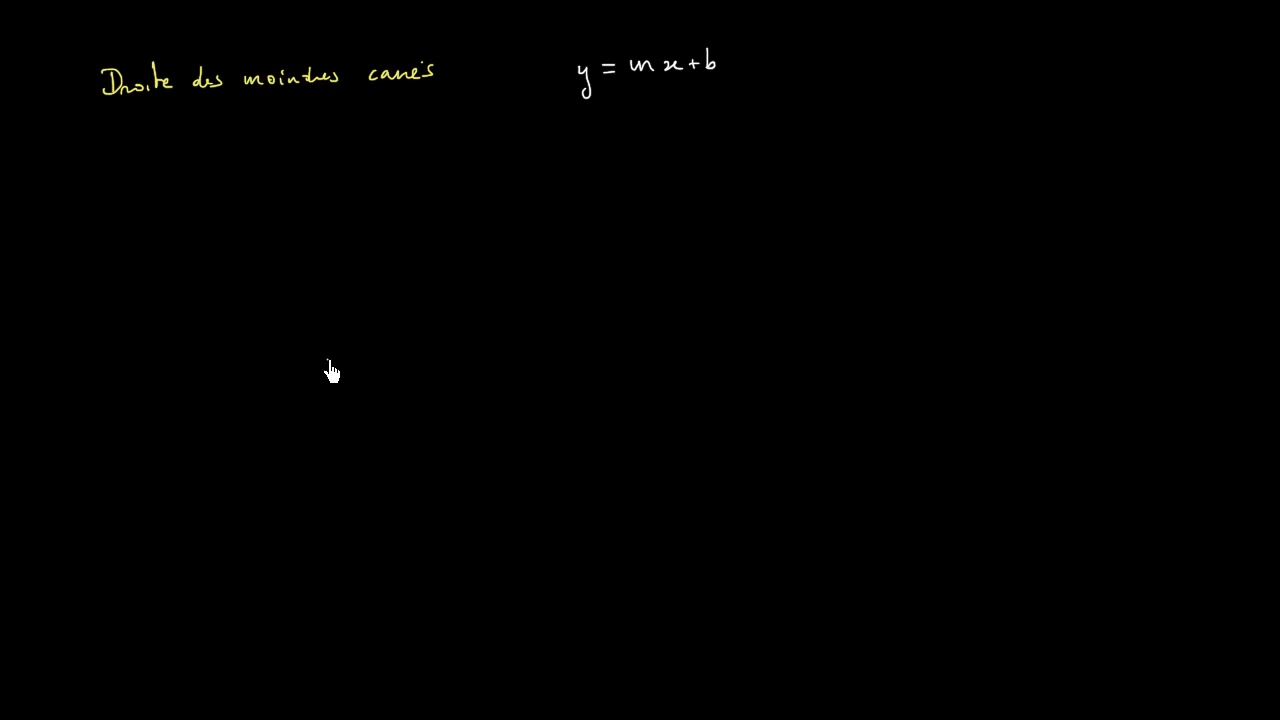 Droite des moindres carrés
y = mx + b